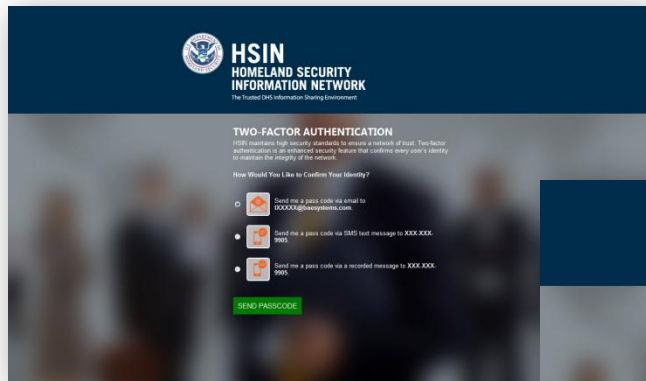 HSIN
HOMELAND SECURITY
INFORMATION NETWORK
The Trusted DHS Information Sharing Environment
TWO-FACTOR AUTHENTICATION
HSIN maintains high security standards to ensure a network of trust. Two-factor
authentication is an enhanced security feature that confirms every user's identity
to maintain the integrity of the network.
How Would You Like to Confirm Your Identity?
Send me a pass code via email to
IXXXXX@baesystems.com.
Send me a pass code via SMS text message to XXX-XXX-
9905.
Send me a pass code via a recorded message to XXX-XXX-
9905.
SEND PASSCODE